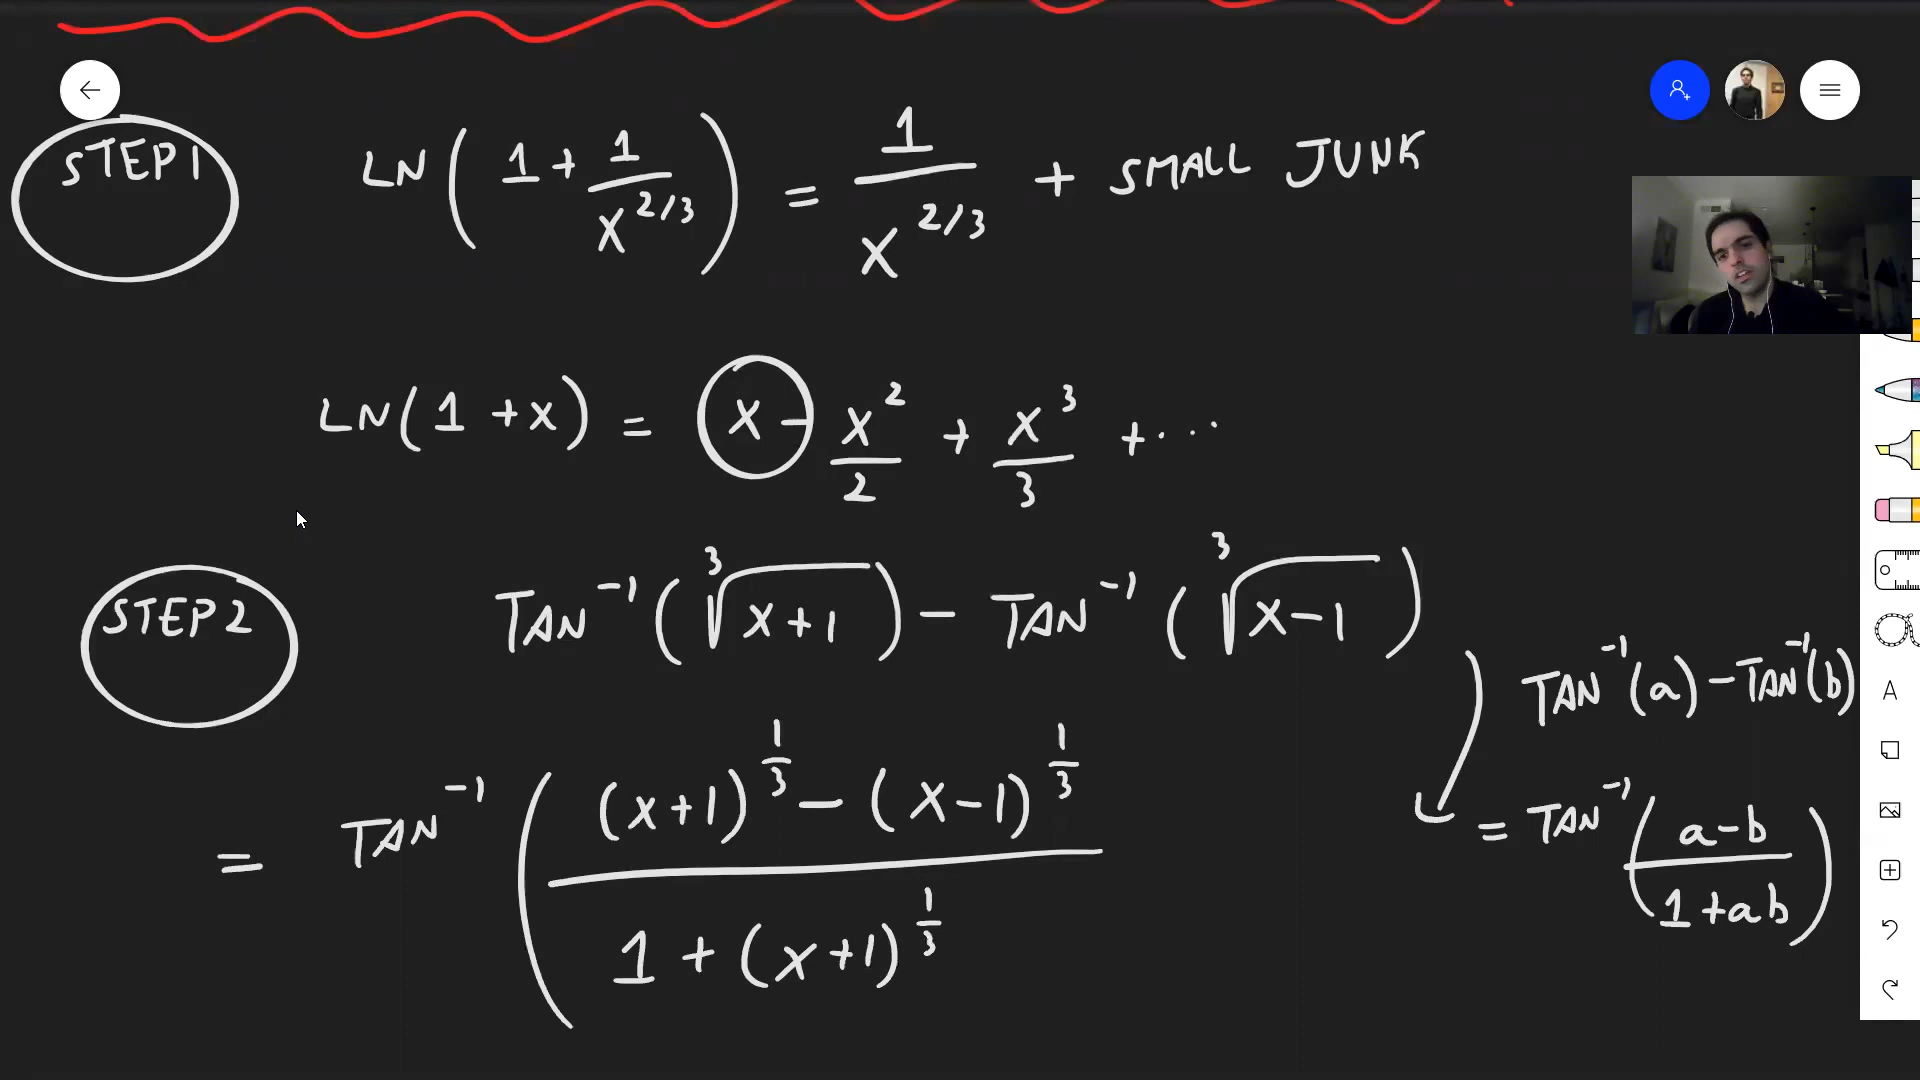 STEP 1
LN(1 + 1/x^2/3) = 1/x^2/3 + SMALL JUNK
LN(1 + x) = x - x^2/2 + x^3/3 + ...
STEP 2
TAN^-1(∛(x+1)) - TAN^-1(∛(x-1))
TAN^-1(a) - TAN^-1(b)
= TAN^-1((a-b)/(1+ab))
= TAN^-1( ((x+1)^1/3 - (x-1)^1/3) / (1 + (x+1)^1/3
A